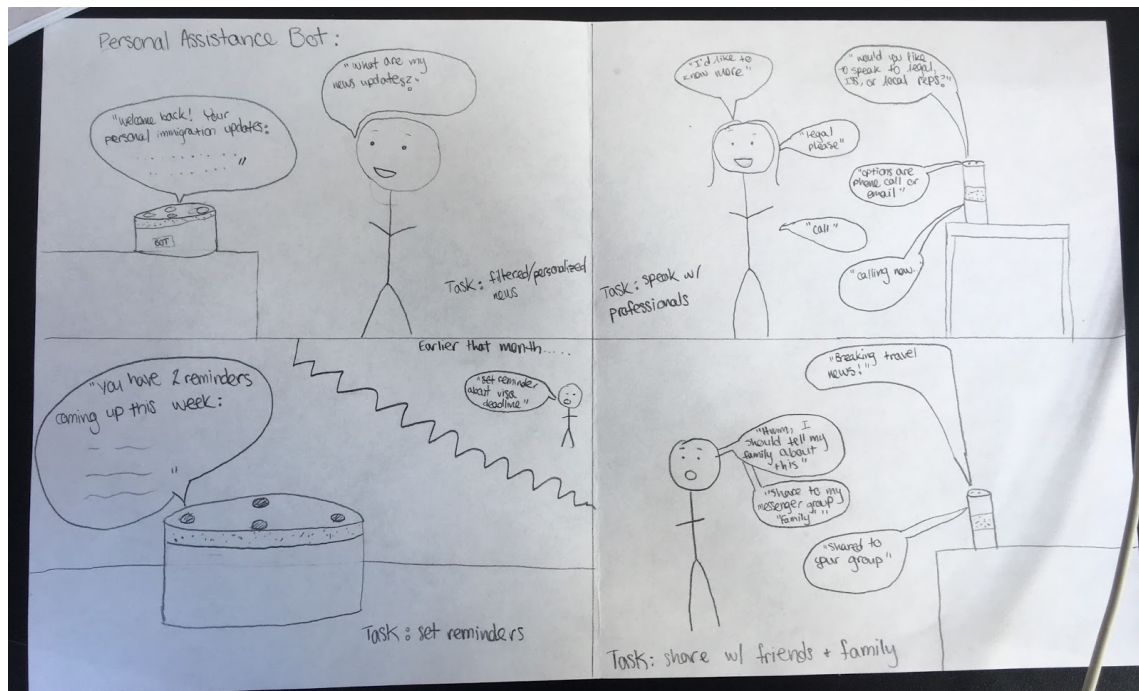 Personal Assistance Bot:
"What are my
news updates?"
"welcome back! Your
personal immigration updates:
"
BOT
Task: filtered/personalized
news
"I'd like to
know more"
"would you like
to speak to legal,
or local reps?"
"legal
please"
"options are
phone call or
email"
"call"
"calling now."
Task: speak w/
professionals
"you have 2 reminders
coming up this week:
"
Earlier that month.....
"set reminder
about visa
deadline"
Task: set reminders
"Breaking travel
news!"
"Hmm, I
should tell my
family about
this"
"share to my
messenger group
"family""
"shared to
your group"
Task: share w/ friends + family